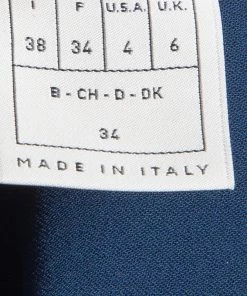 I F U.S.A. U.K.
38 34 4 6
B - CH - D - DK
34
MADE IN ITALY